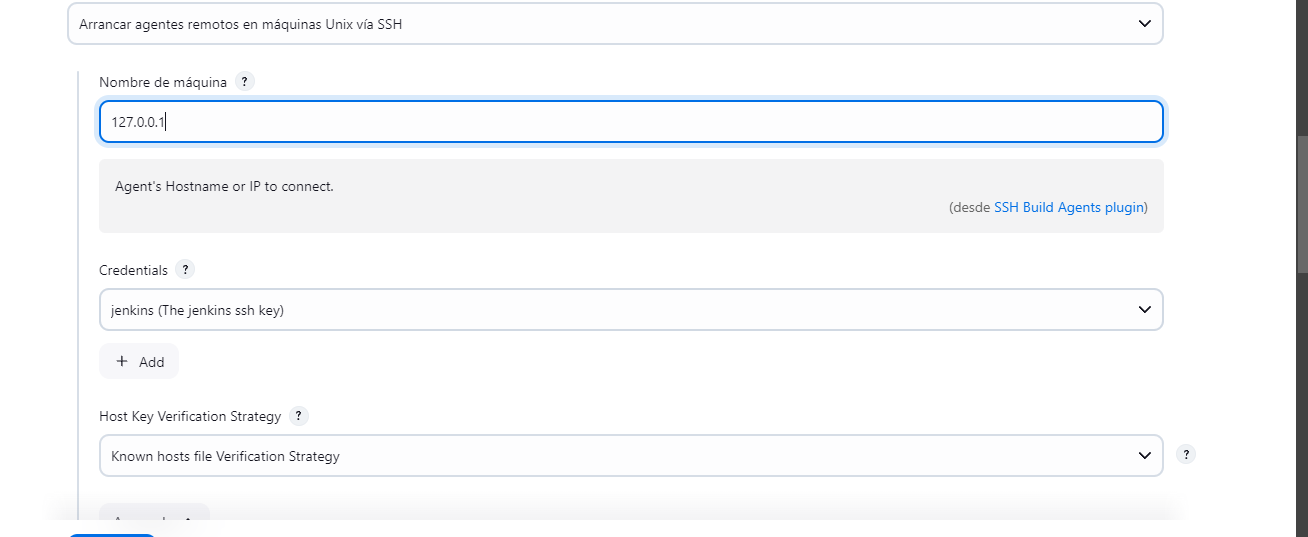 Arrancar agentes remotos en máquinas Unix vía SSH
Nombre de máquina ?
127.0.0.1
Agent's Hostname or IP to connect.
(desde SSH Build Agents plugin)
Credentials ?
jenkins (The jenkins ssh key)
+ Add
Host Key Verification Strategy ?
Known hosts file Verification Strategy
?